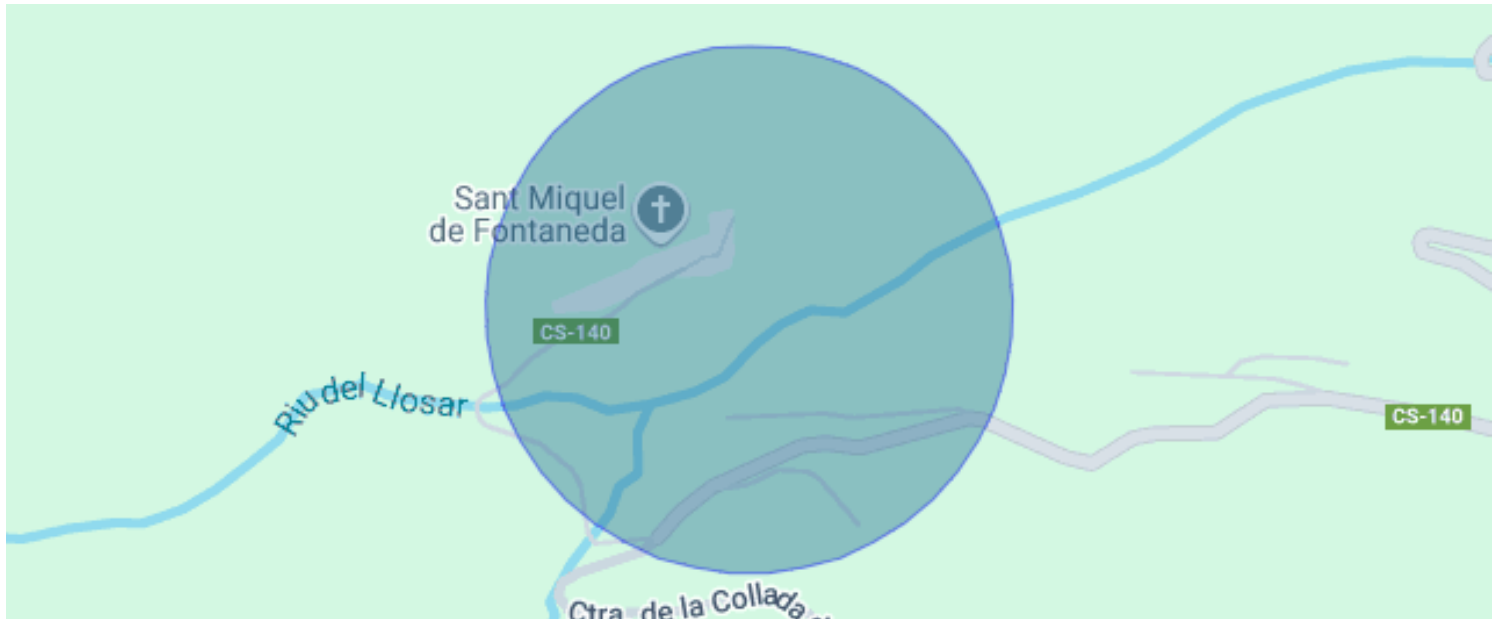 Sant Miquel
de Fontaneda
CS-140
Riu del Llosar
CS-140
Ctra. de la Collada